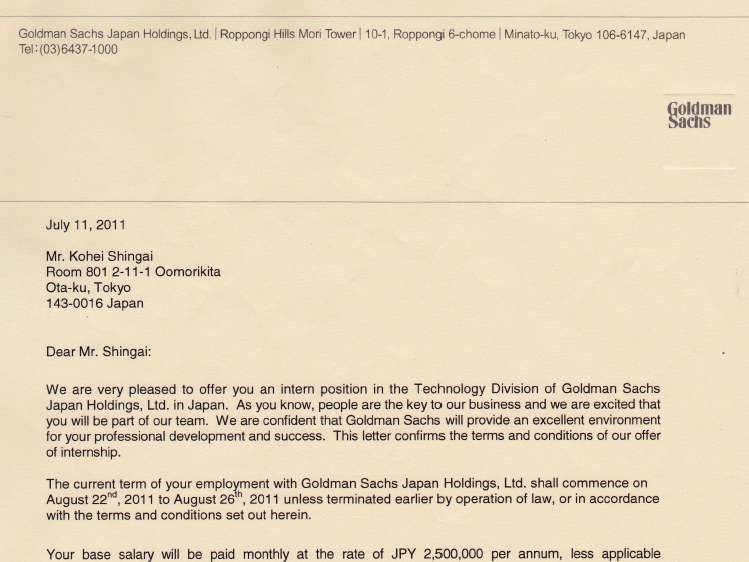 Goldman Sachs Japan Holdings, Ltd. | Roppongi Hills Mori Tower | 10-1, Roppongi 6-chome | Minato-ku, Tokyo 106-6147, Japan
Tel:(03)6437-1000
Goldman
Sachs
July 11, 2011
Mr. Kohei Shingai
Room 801 2-11-1 Oomorikita
Ota-ku, Tokyo
143-0016 Japan
Dear Mr. Shingai:
We are very pleased to offer you an intern position in the Technology Division of Goldman Sachs
Japan Holdings, Ltd. in Japan. As you know, people are the key to our business and we are excited that
you will be part of our team. We are confident that Goldman Sachs will provide an excellent environment
for your professional development and success. This letter confirms the terms and conditions of our offer
of internship.
The current term of your employment with Goldman Sachs Japan Holdings, Ltd. shall commence on
August 22nd, 2011 to August 26th, 2011 unless terminated earlier by operation of law, or in accordance
with the terms and conditions set out herein.
Your base salary will be paid monthly at the rate of JPY 2,500,000 per annum, less applicable